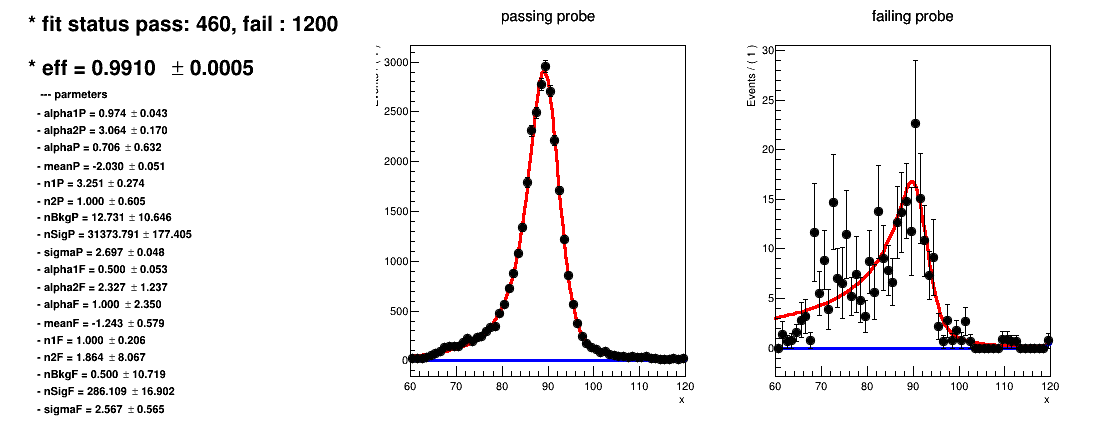 * fit status pass: 460, fail : 1200
* eff = 0.9910 ± 0.0005
--- parmeters
- alpha1P = 0.974 ± 0.043
- alpha2P = 3.064 ± 0.170
- alphaP = 0.706 ± 0.632
- meanP = -2.030 ± 0.051
- n1P = 3.251 ± 0.274
- n2P = 1.000 ± 0.605
- nBkgP = 12.731 ± 10.646
- nSigP = 31373.791 ± 177.405
- sigmaP = 2.697 ± 0.048
- alpha1F = 0.500 ± 0.053
- alpha2F = 2.327 ± 1.237
- alphaF = 1.000 ± 2.350
- meanF = -1.243 ± 0.579
- n1F = 1.000 ± 0.206
- n2F = 1.864 ± 8.067
- nBkgF = 0.500 ± 10.719
- nSigF = 286.109 ± 16.902
- sigmaF = 2.567 ± 0.565
passing probe
3000
2500
2000
1500
1000
500
0
60 70 80 90 100 110 120
x
failing probe
Events / ( 1 )
30
25
20
15
10
5
0
60 70 80 90 100 110 120
x